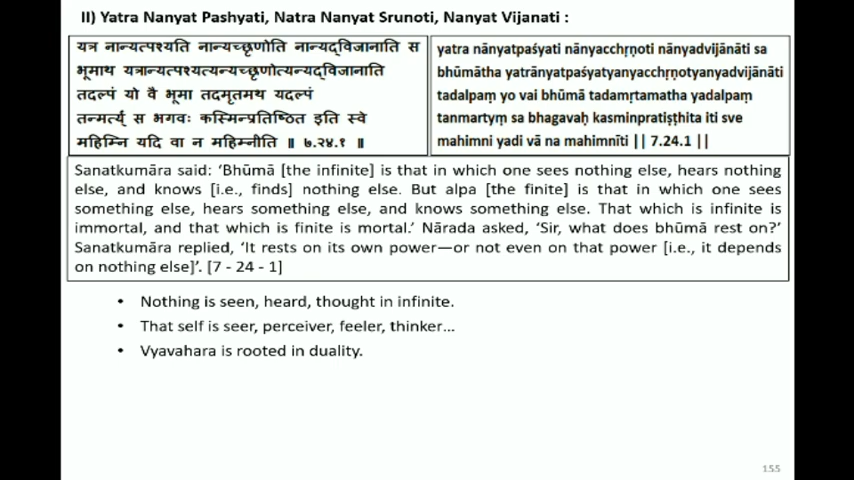 II) Yatra Nanyat Pashyati, Natra Nanyat Srunoti, Nanyat Vijanati :
यत्र नान्यत्पश्यति नान्यच्छृणोति नान्यद्विजानाति स
भूमाथ यत्रान्यत्पश्यत्यन्यच्छृणोत्यन्यद्विजानाति
तदल्पं यो वै भूमा तदमृतमथ यदल्पं
तन्मर्त्यं स भगवः कस्मिन्प्रतिष्ठित इति स्वे
महिम्नि यदि वा न महिम्नीति ॥ ७.२४.१ ॥
yatra nānyatpaśyati nānyacchṛṇoti nānyadvijānāti sa
bhūmātha yatrānyatpaśyatyanyacchṛṇotyanyadvijānāti
tadalpaṃ yo vai bhūmā tadamṛtamatha yadalpaṃ
tanmartyṃ sa bhagavaḥ kasminpratiṣṭhita iti sve
mahimni yadi vā na mahimnīti || 7.24.1 ||
Sanatkumāra said: ‘Bhūmā [the infinite] is that in which one sees nothing else, hears nothing
else, and knows [i.e., finds] nothing else. But alpa [the finite] is that in which one sees
something else, hears something else, and knows something else. That which is infinite is
immortal, and that which is finite is mortal.’ Nārada asked, ‘Sir, what does bhūmā rest on?’
Sanatkumāra replied, ‘It rests on its own power—or not even on that power [i.e., it depends
on nothing else]’. [7 - 24 - 1]
• Nothing is seen, heard, thought in infinite.
• That self is seer, perceiver, feeler, thinker...
• Vyavahara is rooted in duality.
155